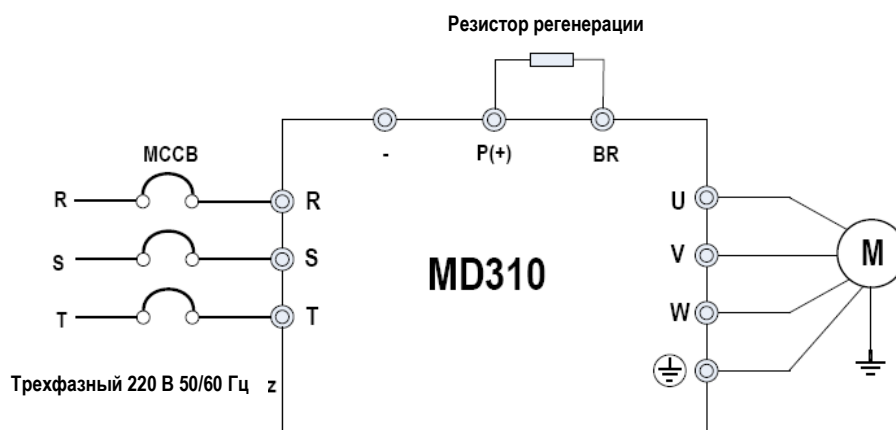 Резистор регенерации
- P(+) BR
MCCB
R R
S S
T T
MD310
U
V
W
M
Трехфазный 220 В 50/60 Гц z